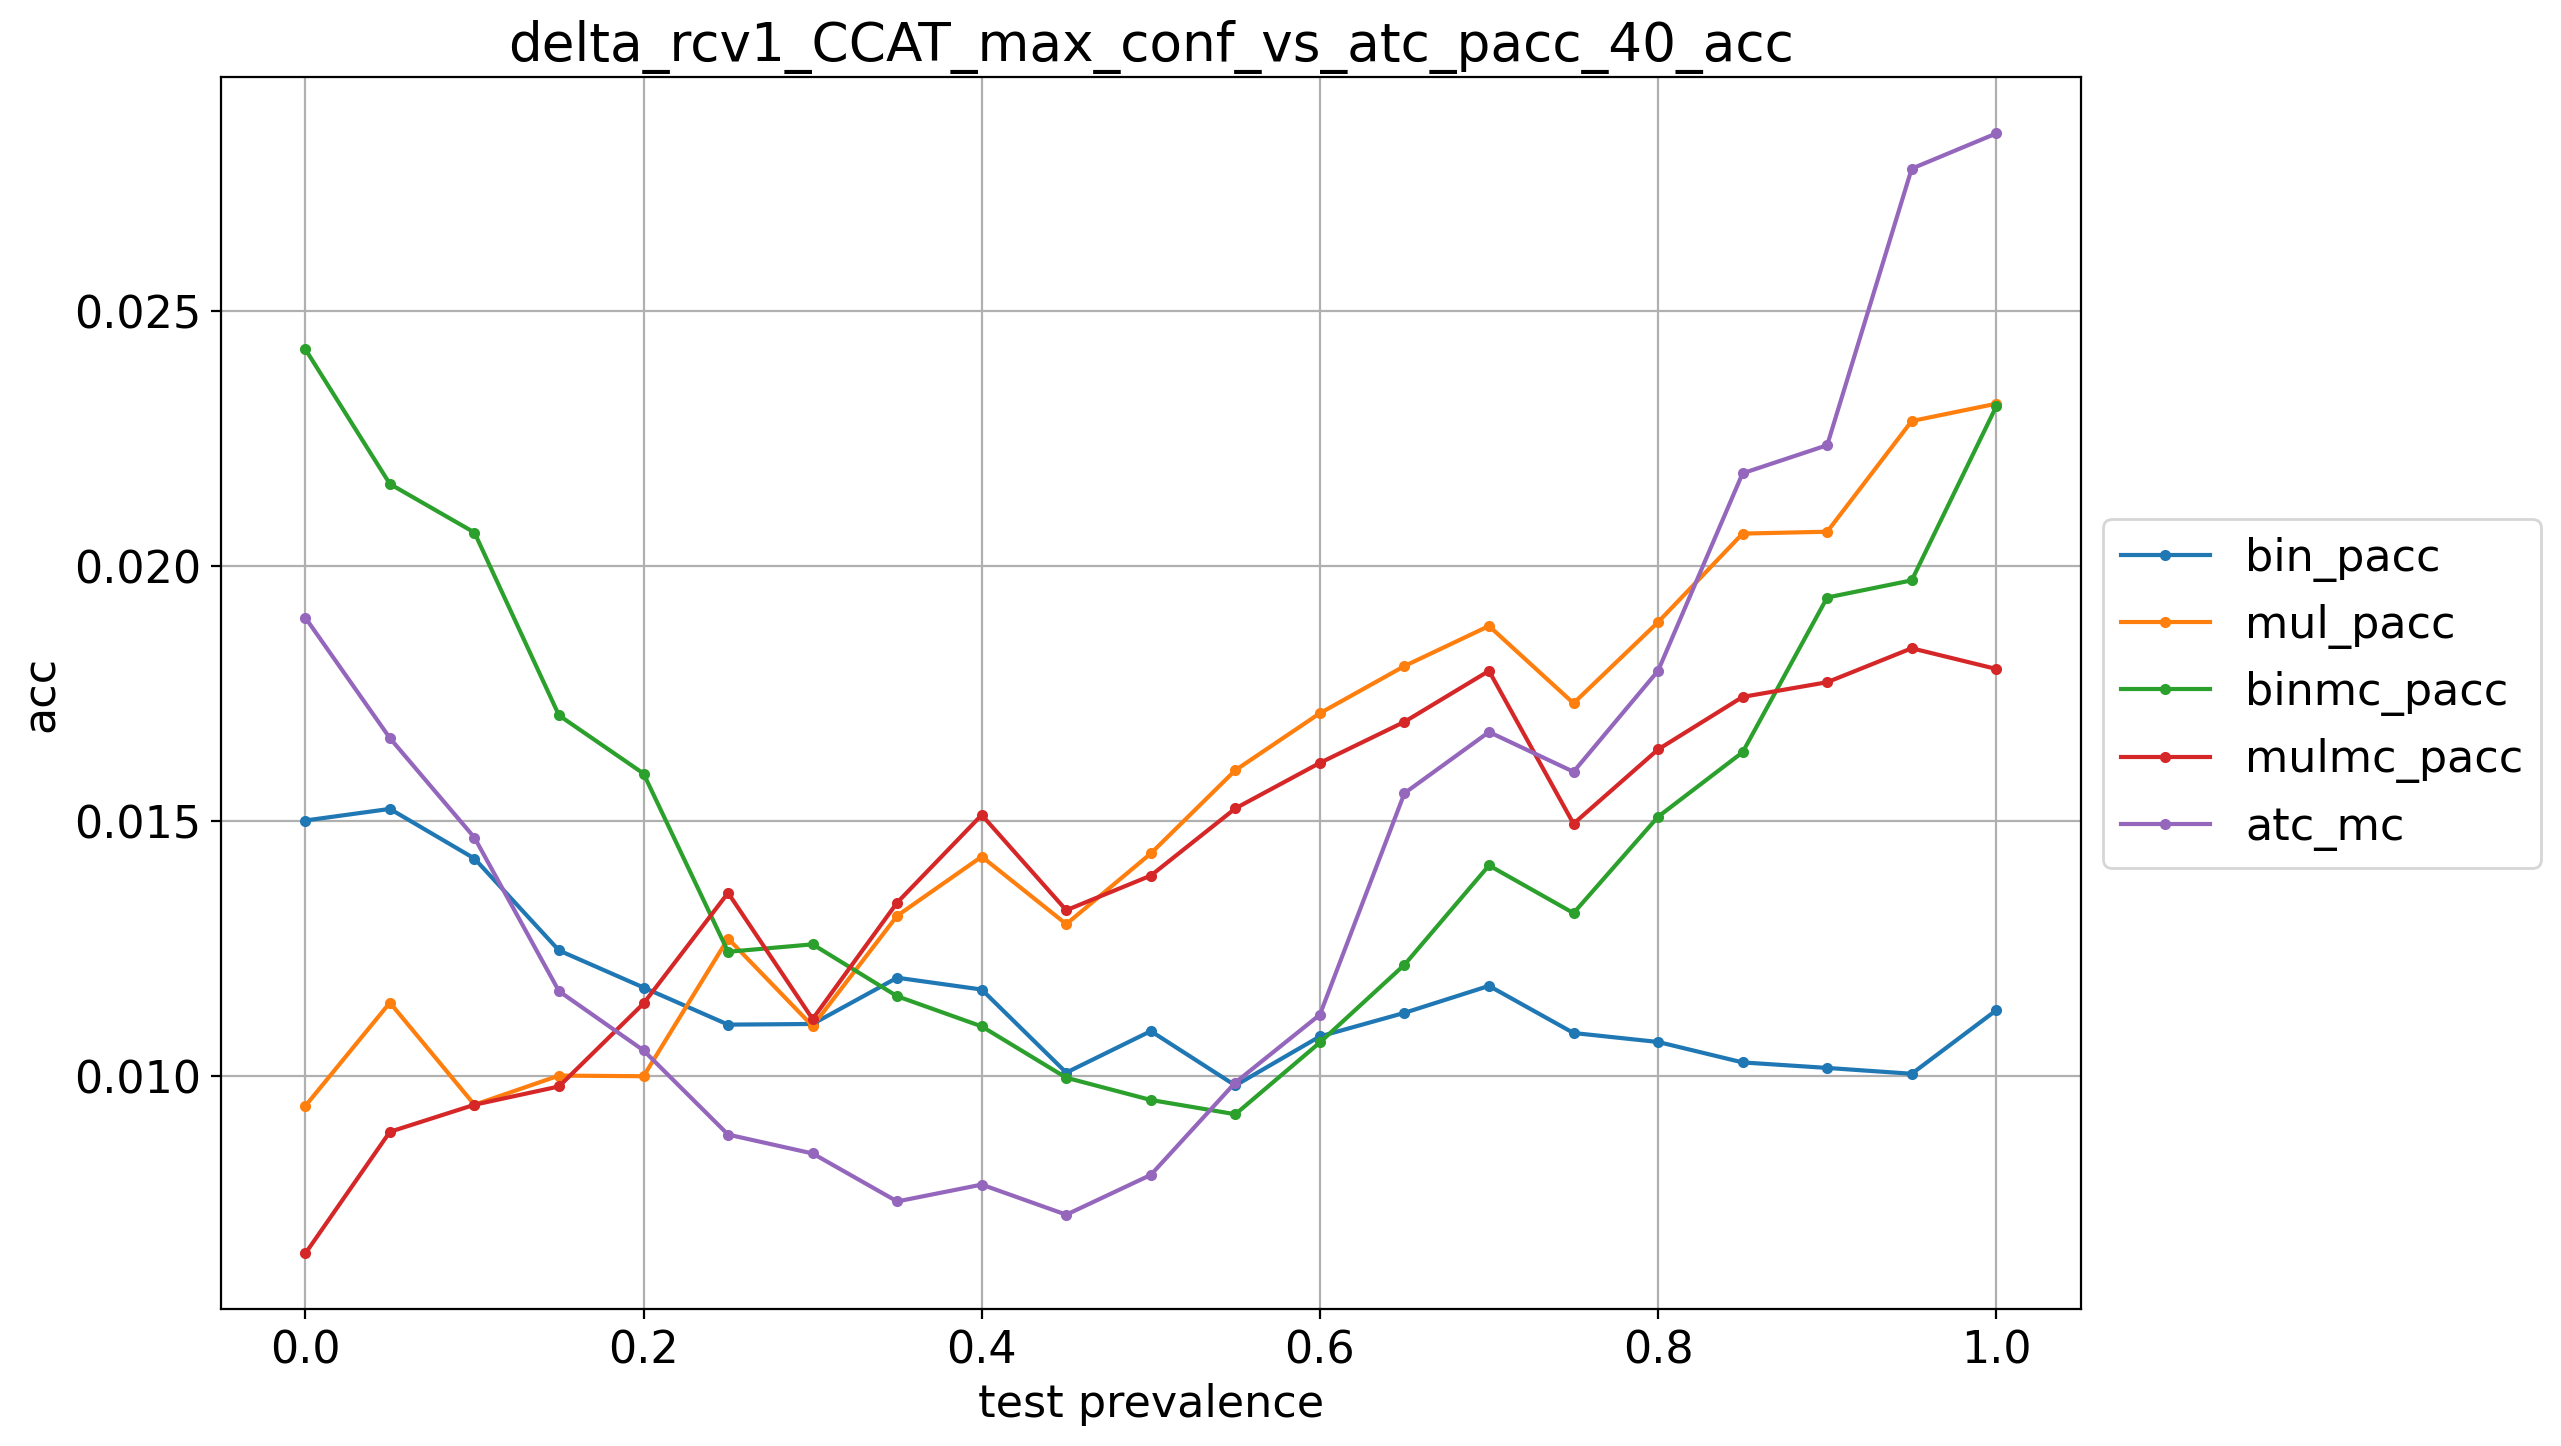 delta_rcv1_CCAT_max_conf_vs_atc_pacc_40_acc
0.025
0.020
0.015
0.010
acc
0.0 0.2 0.4 0.6 0.8 1.0
test prevalence
bin_pacc
mul_pacc
binmc_pacc
mulmc_pacc
atc_mc